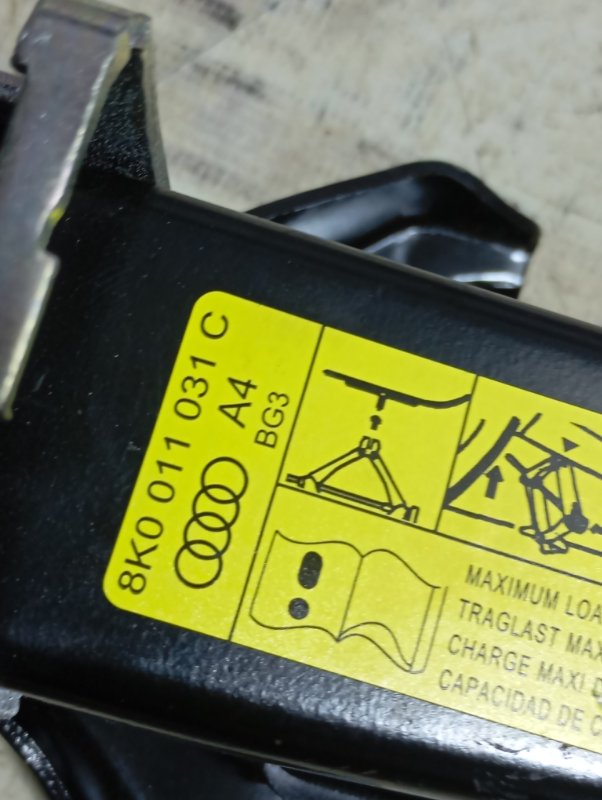 8K0 011 031 C
A4
BG3
MAXIMUM LOA
TRAGLAST MAX
CHARGE MAXI D
CAPACIDAD DE C